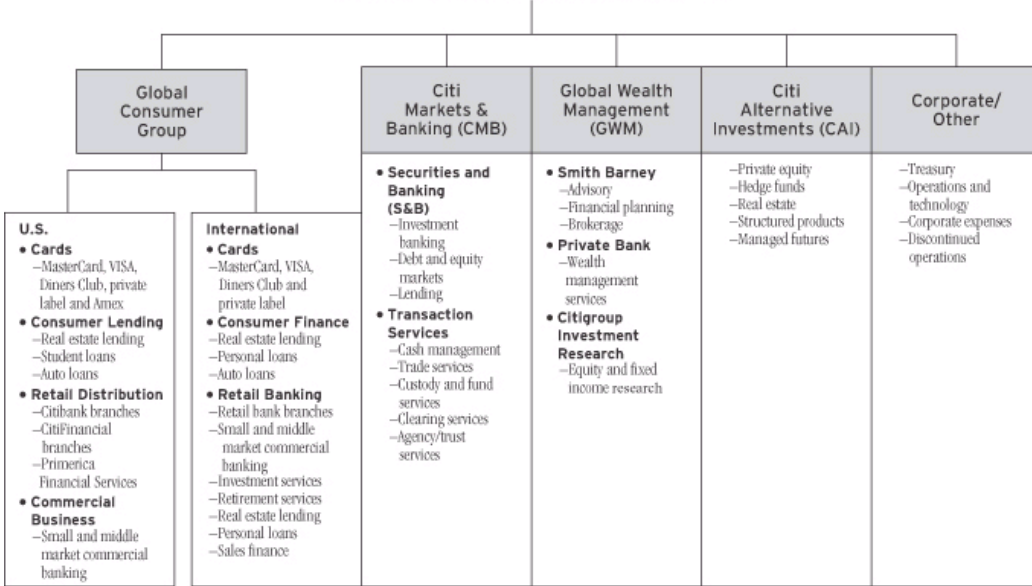 Global
Consumer
Group
Citi
Markets &
Banking (CMB)
Global Wealth
Management
(GWM)
Citi
Alternative
Investments (CAI)
Corporate/
Other
U.S.
• Cards
–MasterCard, VISA,
Diners Club, private
label and Amex
• Consumer Lending
–Real estate lending
–Student loans
–Auto loans
• Retail Distribution
–Citibank branches
–CitiFinancial
branches
–Primerica
Financial Services
• Commercial
Business
–Small and middle
market commercial
banking
International
• Cards
–MasterCard, VISA,
Diners Club and
private label
• Consumer Finance
–Real estate lending
–Personal loans
–Auto loans
• Retail Banking
–Retail bank branches
–Small and middle
market commercial
banking
–Investment services
–Retirement services
–Real estate lending
–Personal loans
–Sales finance
• Securities and
Banking
(S&B)
–Investment
banking
–Debt and equity
markets
–Lending
• Transaction
Services
–Cash management
–Trade services
–Custody and fund
services
–Clearing services
–Agency/trust
services
• Smith Barney
–Advisory
–Financial planning
–Brokerage
• Private Bank
–Wealth
management
services
• Citigroup
Investment
Research
–Equity and fixed
income research
–Private equity
–Hedge funds
–Real estate
–Structured products
–Managed futures
–Treasury
–Operations and
technology
–Corporate expenses
–Discontinued
operations